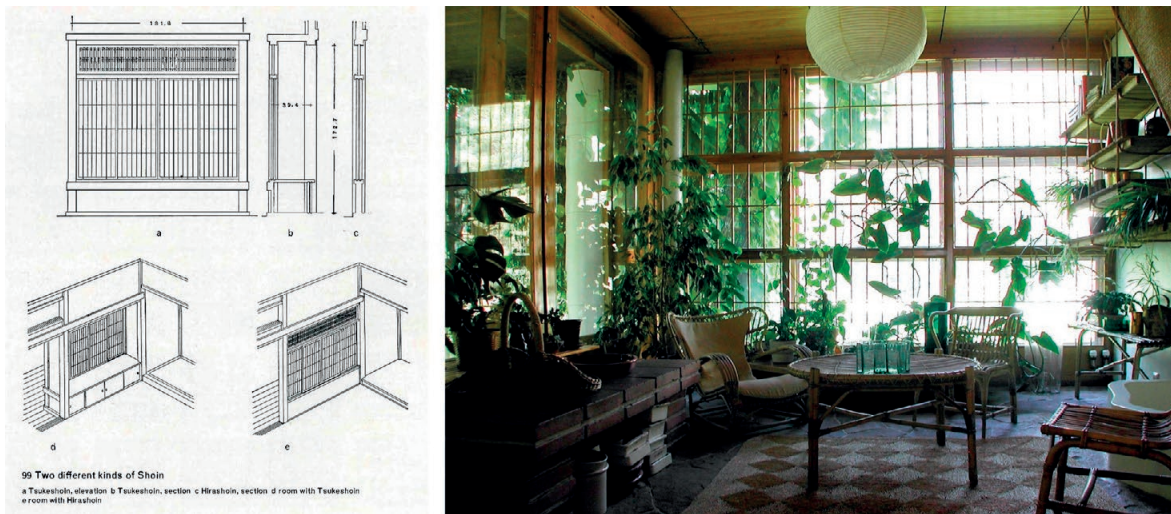 181.8
39.4
172.7
a
b
c
d
e
99 Two different kinds of Shoin
a Tsukeshoin, elevation b Tsukeshoin, section c Hirashoin, section d room with Tsukeshoin
e room with Hirashoin